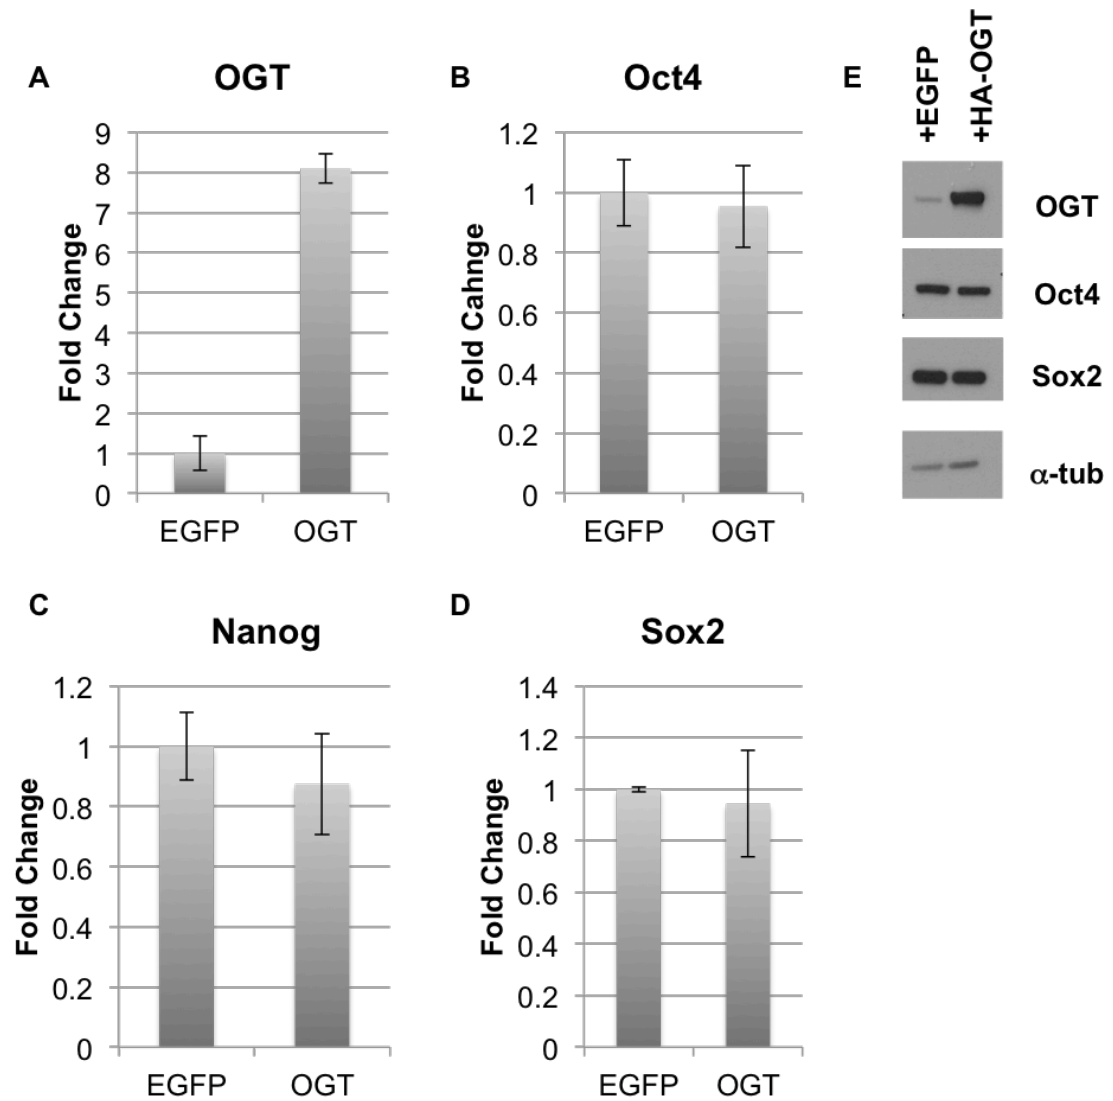 A
OGT
9
8
7
6
5
4
3
2
1
0
Fold Change
EGFP
OGT
B
Oct4
1.2
1
0.8
0.6
0.4
0.2
0
Fold Cahnge
EGFP
OGT
E
+EGFP
+HA-OGT
OGT
Oct4
Sox2
α-tub
C
Nanog
1.2
1
0.8
0.6
0.4
0.2
0
Fold Change
EGFP
OGT
D
Sox2
1.4
1.2
1
0.8
0.6
0.4
0.2
0
Fold Change
EGFP
OGT